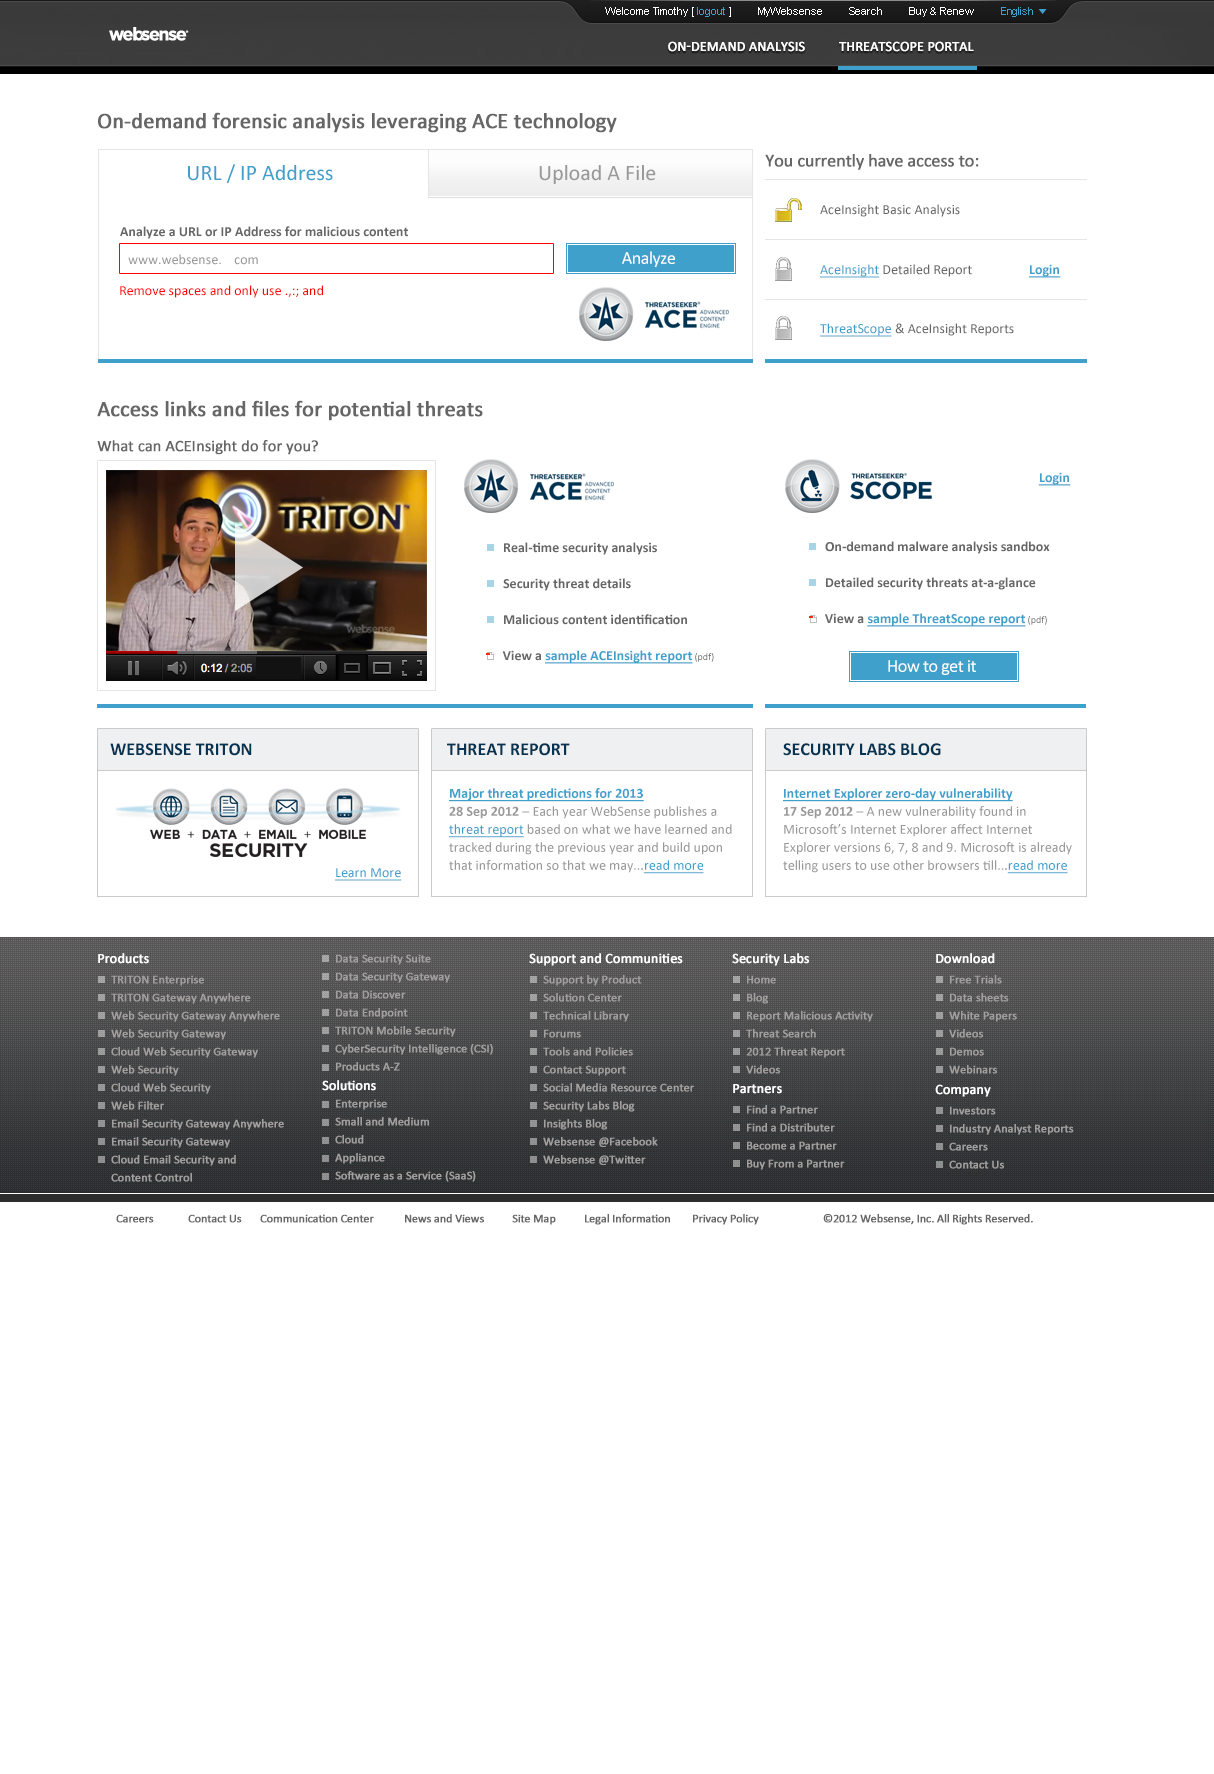 Welcome Timothy [ logout ] MyWebsense Search Buy & Renew English
websense
ON-DEMAND ANALYSIS THREATSCOPE PORTAL
On-demand forensic analysis leveraging ACE technology
URL / IP Address
Upload A File
Analyze a URL or IP Address for malicious content
www.websense. com
Analyze
Remove spaces and only use .,:; and
THREATSEEKER®
ACE ADVANCED
CONTENT
ENGINE
You currently have access to:
AceInsight Basic Analysis
AceInsight Detailed Report Login
ThreatScope & AceInsight Reports
Access links and files for potential threats
What can ACEInsight do for you?
TRITON™
websense
0:12 / 2:05
THREATSEEKER®
ACE ADVANCED
CONTENT
ENGINE
Real-time security analysis
Security threat details
Malicious content identification
View a sample ACEInsight report (pdf)
THREATSEEKER®
SCOPE
Login
On-demand malware analysis sandbox
Detailed security threats at-a-glance
View a sample ThreatScope report (pdf)
How to get it
WEBSENSE TRITON
WEB + DATA + EMAIL + MOBILE
SECURITY
Learn More
THREAT REPORT
Major threat predictions for 2013
28 Sep 2012 – Each year WebSense publishes a
threat report based on what we have learned and
tracked during the previous year and build upon
that information so that we may...read more
SECURITY LABS BLOG
Internet Explorer zero-day vulnerability
17 Sep 2012 – A new vulnerability found in
Microsoft's Internet Explorer affect Internet
Explorer versions 6, 7, 8 and 9. Microsoft is already
telling users to use other browsers till...read more
Products
TRITON Enterprise
TRITON Gateway Anywhere
Web Security Gateway Anywhere
Web Security Gateway
Cloud Web Security Gateway
Web Security
Cloud Web Security
Web Filter
Email Security Gateway Anywhere
Email Security Gateway
Cloud Email Security and
Content Control
Data Security Suite
Data Security Gateway
Data Discover
Data Endpoint
TRITON Mobile Security
CyberSecurity Intelligence (CSI)
Products A-Z
Solutions
Enterprise
Small and Medium
Cloud
Appliance
Software as a Service (SaaS)
Support and Communities
Support by Product
Solution Center
Technical Library
Forums
Tools and Policies
Contact Support
Social Media Resource Center
Security Labs Blog
Insights Blog
Websense @Facebook
Websense @Twitter
Security Labs
Home
Blog
Report Malicious Activity
Threat Search
2012 Threat Report
Videos
Partners
Find a Partner
Find a Distributer
Become a Partner
Buy From a Partner
Download
Free Trials
Data sheets
White Papers
Videos
Demos
Webinars
Company
Investors
Industry Analyst Reports
Careers
Contact Us
Careers Contact Us Communication Center News and Views Site Map Legal Information Privacy Policy ©2012 Websense, Inc. All Rights Reserved.